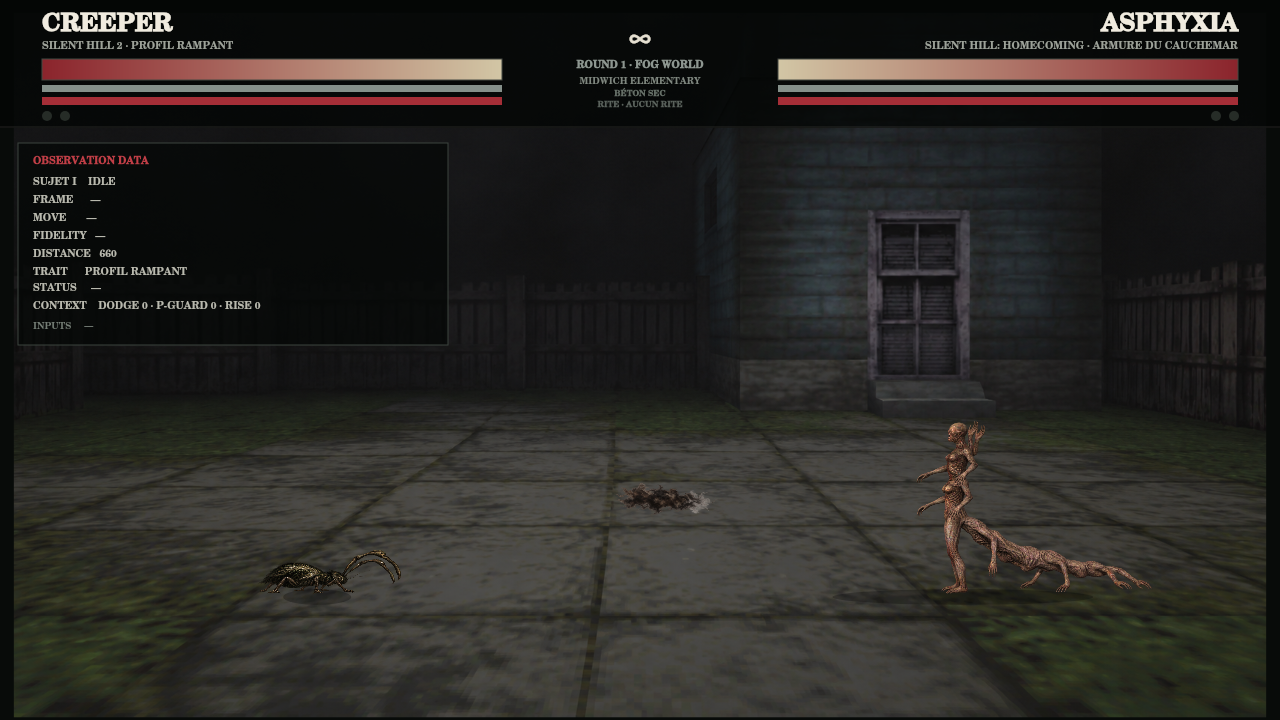 CREEPER
SILENT HILL 2 · PROFIL RAMPANT
∞
ROUND 1 · FOG WORLD
MIDWICH ELEMENTARY
BÉTON SEC
RITE · AUCUN RITE
ASPHYXIA
SILENT HILL: HOMECOMING · ARMURE DU CAUCHEMAR
OBSERVATION DATA
SUJET I IDLE
FRAME —
MOVE —
FIDELITY —
DISTANCE 660
TRAIT PROFIL RAMPANT
STATUS —
CONTEXT DODGE 0 · P-GUARD 0 · RISE 0
INPUTS —